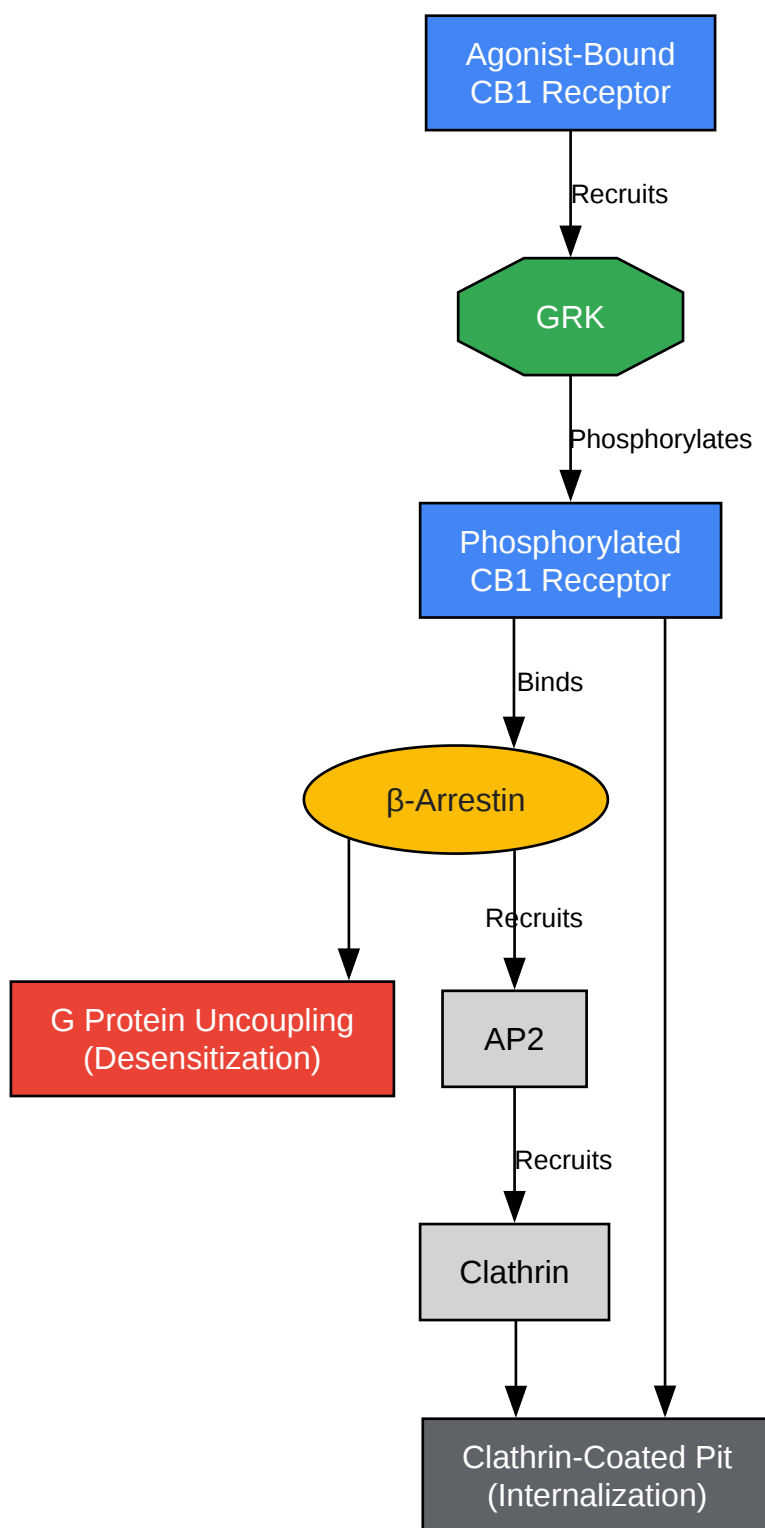 Agonist-Bound
CB1 Receptor
Recruits
GRK
Phosphorylates
Phosphorylated
CB1 Receptor
Binds
β-Arrestin
Recruits
G Protein Uncoupling
(Desensitization)
AP2
Recruits
Clathrin
Clathrin-Coated Pit
(Internalization)